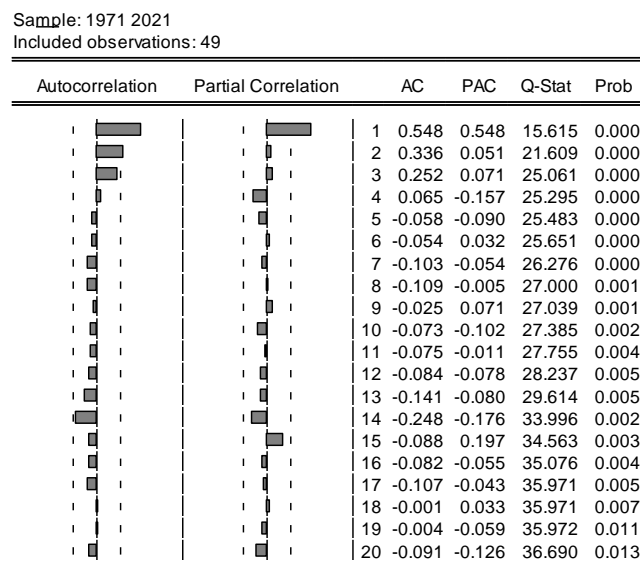 Sample: 1971 2021
Included observations: 49
Autocorrelation Partial Correlation AC PAC Q-Stat Prob
1 0.548 0.548 15.615 0.000
2 0.336 0.051 21.609 0.000
3 0.252 0.071 25.061 0.000
4 0.065 -0.157 25.295 0.000
5 -0.058 -0.090 25.483 0.000
6 -0.054 0.032 25.651 0.000
7 -0.103 -0.054 26.276 0.000
8 -0.109 -0.005 27.000 0.001
9 -0.025 0.071 27.039 0.001
10 -0.073 -0.102 27.385 0.002
11 -0.075 -0.011 27.755 0.004
12 -0.084 -0.078 28.237 0.005
13 -0.141 -0.080 29.614 0.005
14 -0.248 -0.176 33.996 0.002
15 -0.088 0.197 34.563 0.003
16 -0.082 -0.055 35.076 0.004
17 -0.107 -0.043 35.971 0.005
18 -0.001 0.033 35.971 0.007
19 -0.004 -0.059 35.972 0.011
20 -0.091 -0.126 36.690 0.013